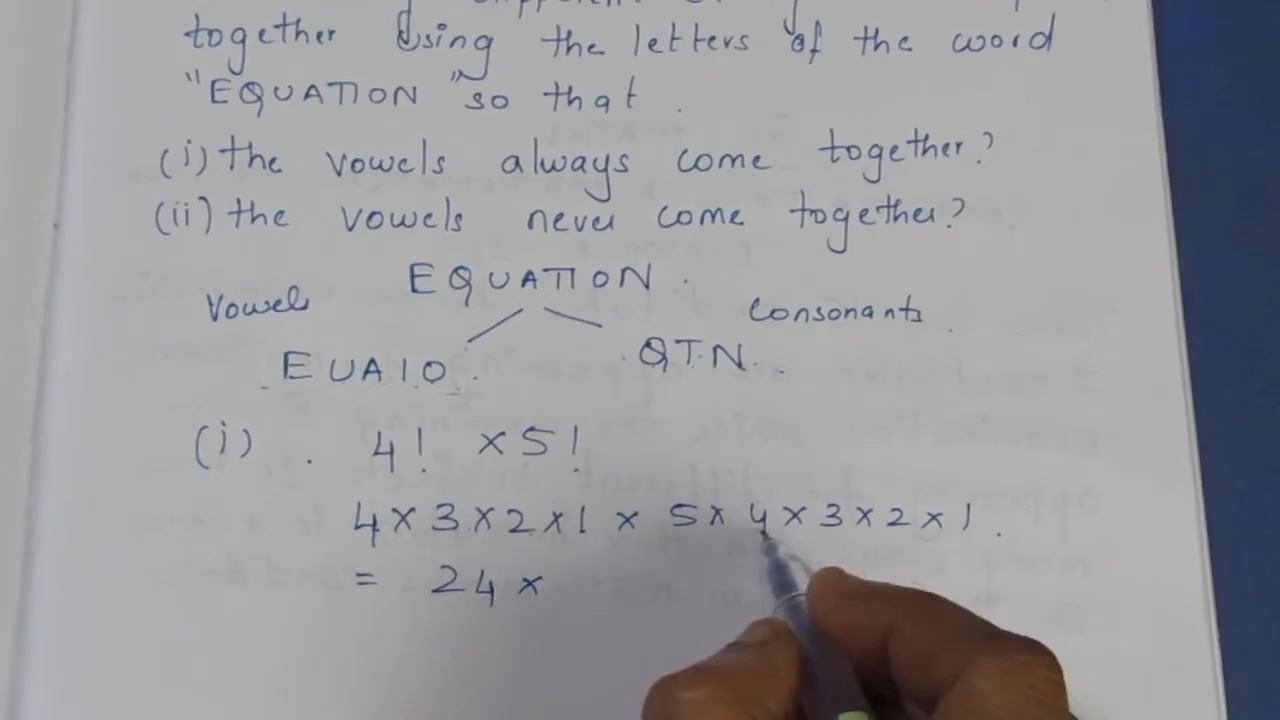 together using the letters of the word
"EQUATION" so that.
(i) the vowels always come together?
(ii) the vowels never come together?
EQUATION.
Vowels
Consonants.
EUAIO.
QTN.
(i). 4! × 5!
4 × 3 × 2 × 1 × 5 × 4 × 3 × 2 × 1.
= 24 ×